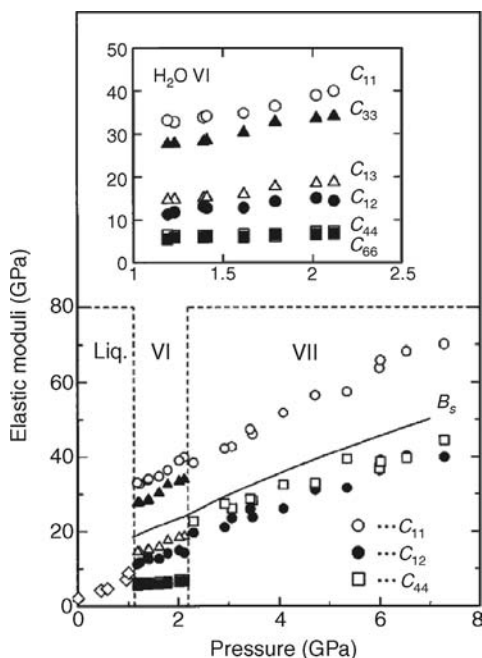 H₂O VI
50
40
30
20
10
0
1
1.5
2
2.5
C₁₁
C₃₃
C₁₃
C₁₂
C₄₄
C₆₆
Elastic moduli (GPa)
80
60
40
20
0
Liq.
VI
VII
Bₛ
○ ··· C₁₁
● ··· C₁₂
□ ··· C₄₄
0
2
4
6
8
Pressure (GPa)